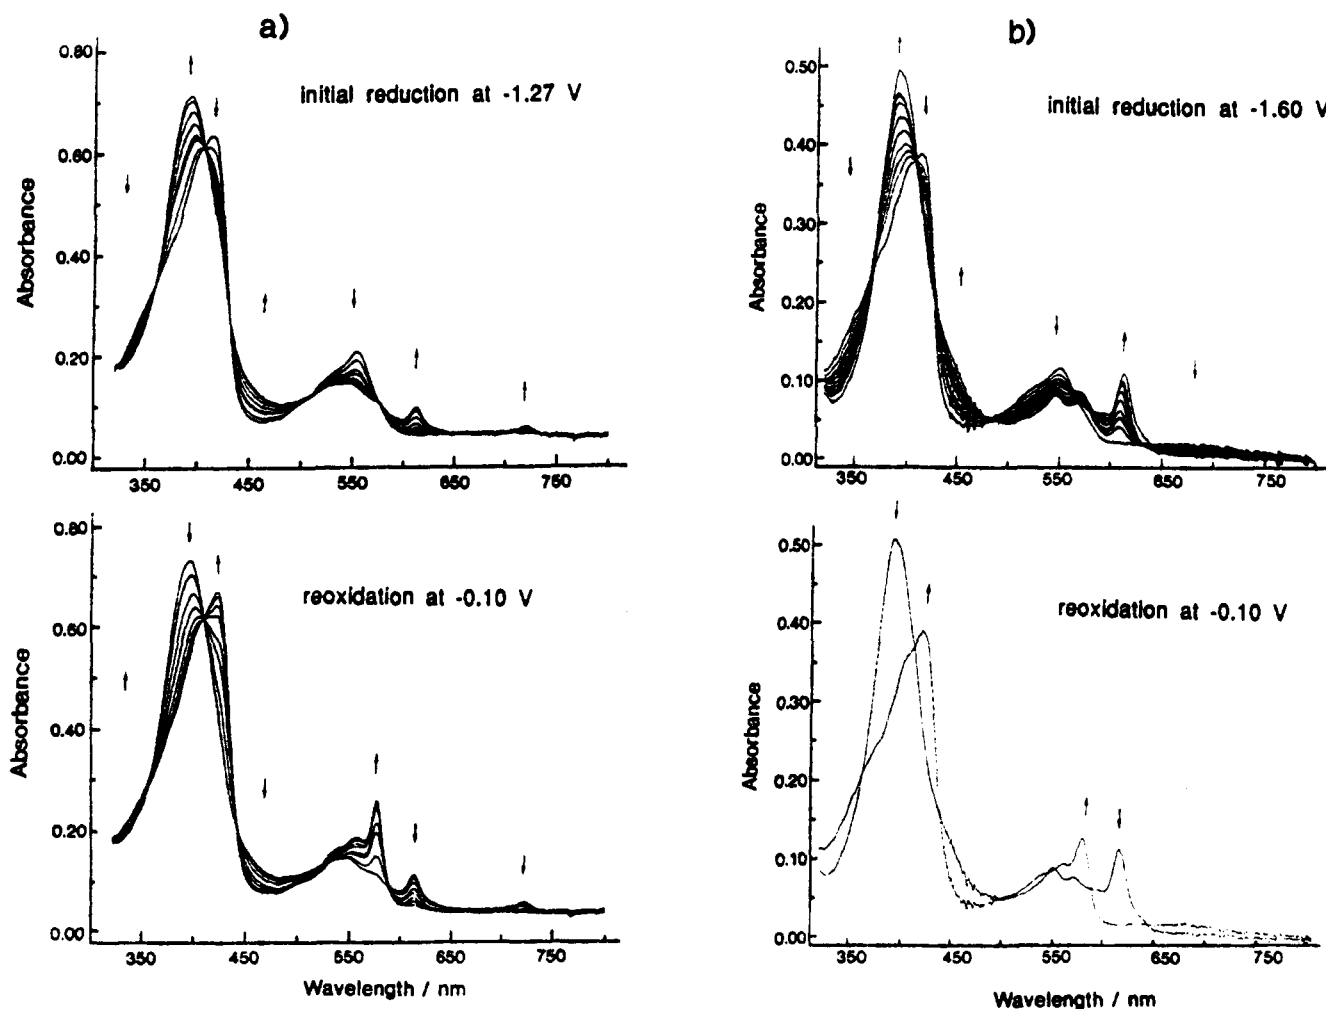 a)
initial reduction at -1.27 V
0.80
0.60
0.40
0.20
0.00
Absorbance
350 450 550 650 750
reoxidation at -0.10 V
0.80
0.60
0.40
0.20
0.00
Absorbance
350 450 550 650 750
Wavelength / nm
b)
initial reduction at -1.60 V
0.50
0.40
0.30
0.20
0.10
0.00
Absorbance
350 450 550 650 750
reoxidation at -0.10 V
0.50
0.40
0.30
0.20
0.10
0.00
Absorbance
350 450 550 650 750
Wavelength / nm